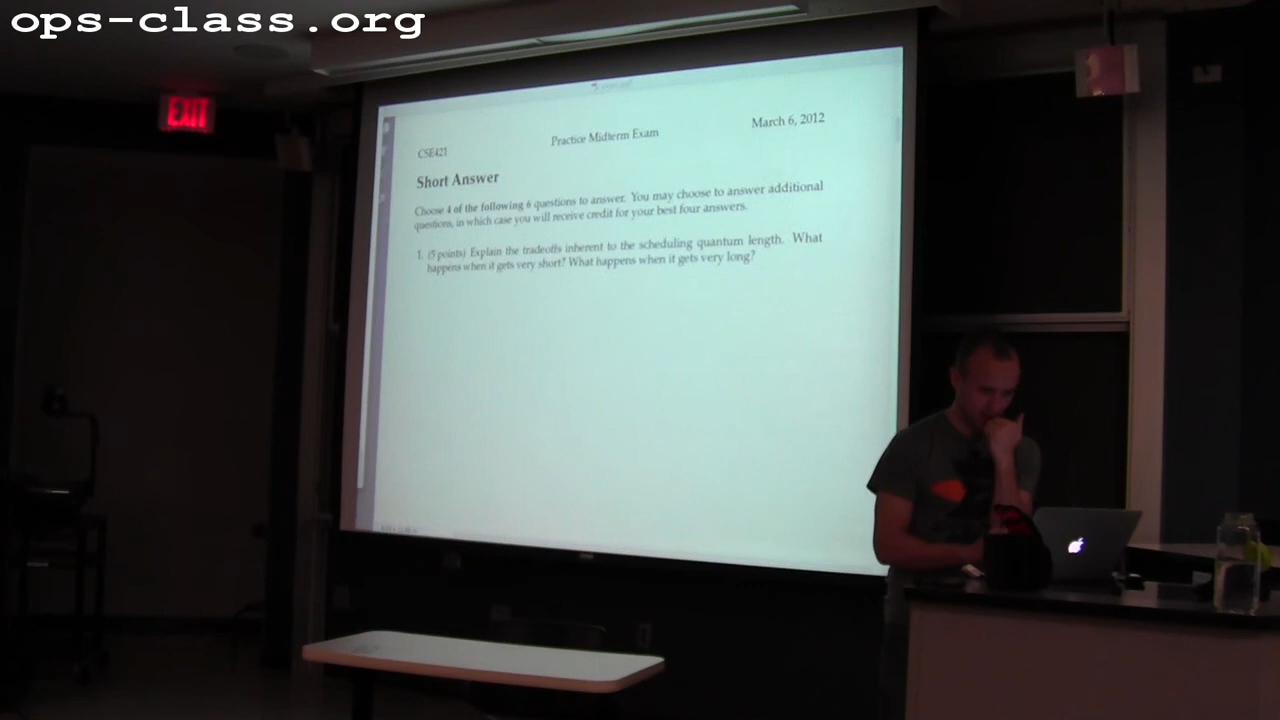 ops-class.org
EXIT
March 6, 2012
Practice Midterm Exam
CSE421
Short Answer
Choose 4 of the following 6 questions to answer. You may choose to answer additional
questions, in which case you will receive credit for your best four answers.
1. (5 points) Explain the tradeoffs inherent to the scheduling quantum length. What
happens when it gets very short? What happens when it gets very long?